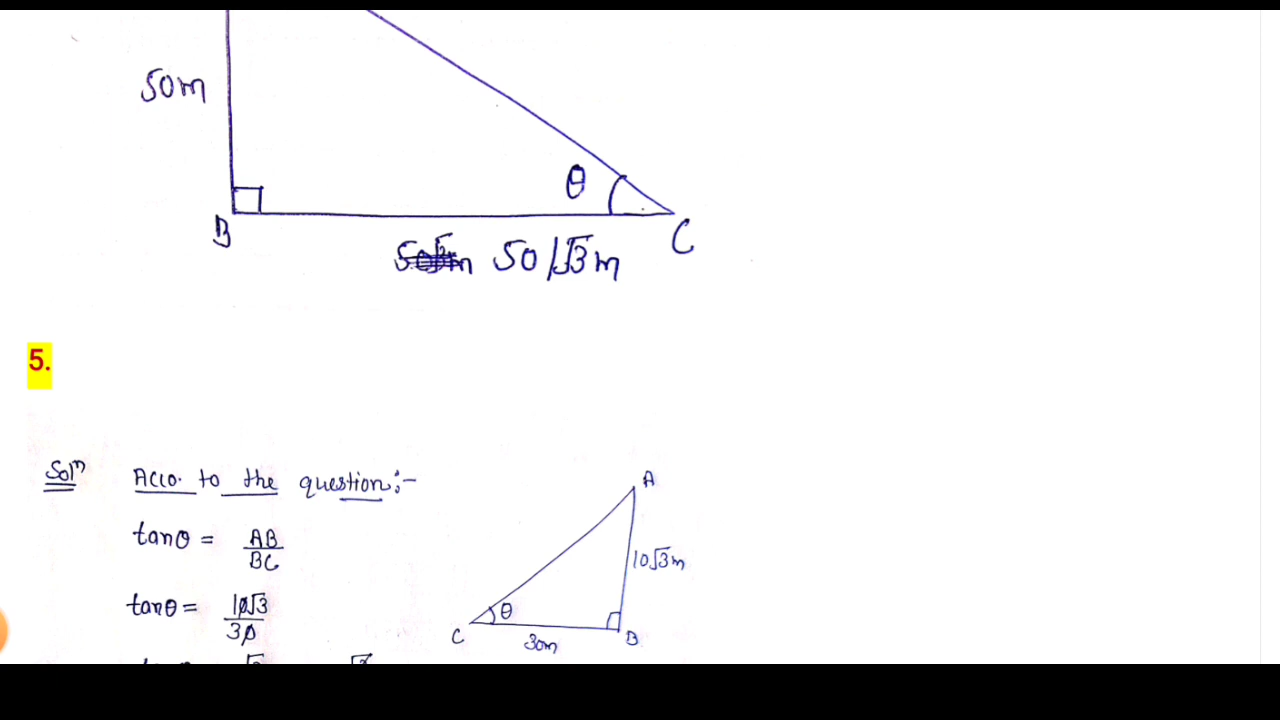 50m
θ
B
C
50/√3m
5.
Solⁿ
Acco. to the question:-
A
tanθ = AB/BC
10√3m
tanθ = 10√3/30
θ
C
30m
B